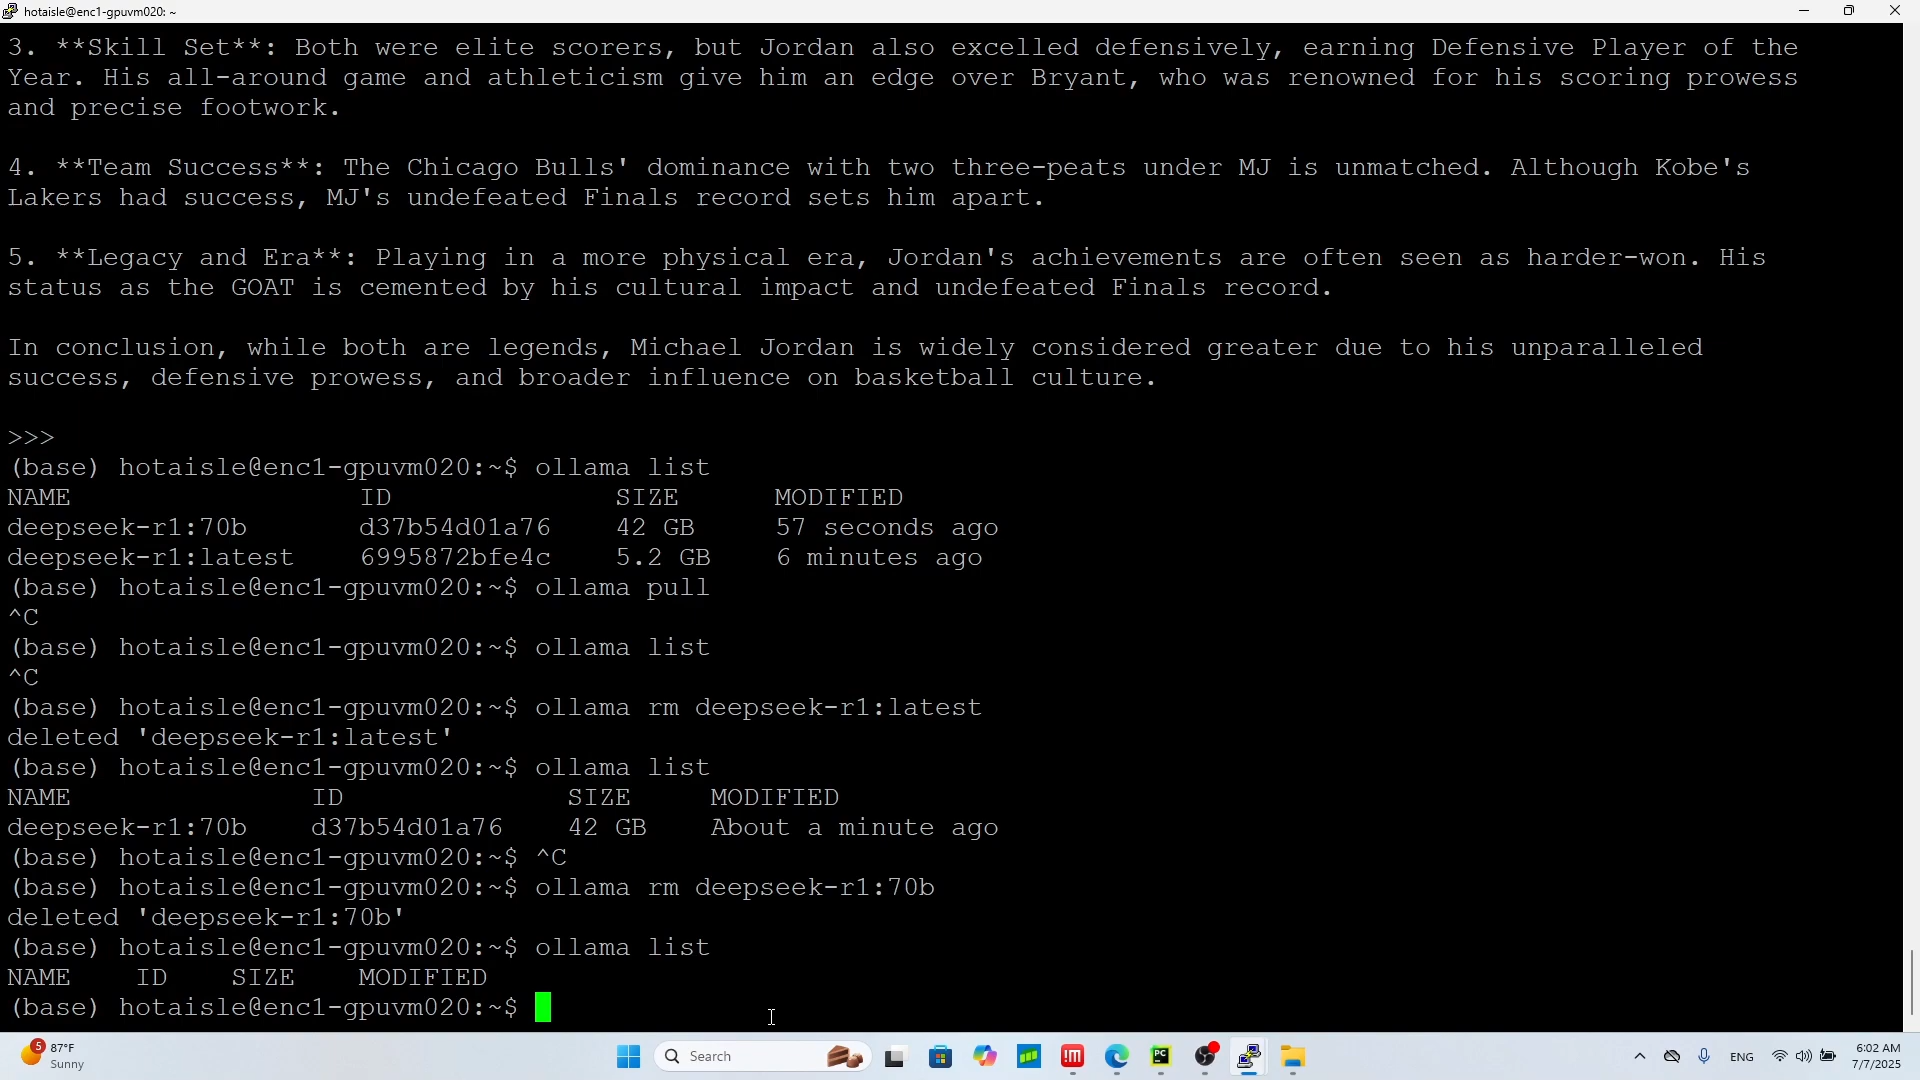 hotaisle@enc1-gpuvm020: ~
3. **Skill Set**: Both were elite scorers, but Jordan also excelled defensively, earning Defensive Player of the
Year. His all-around game and athleticism give him an edge over Bryant, who was renowned for his scoring prowess
and precise footwork.
4. **Team Success**: The Chicago Bulls' dominance with two three-peats under MJ is unmatched. Although Kobe's
Lakers had success, MJ's undefeated Finals record sets him apart.
5. **Legacy and Era**: Playing in a more physical era, Jordan's achievements are often seen as harder-won. His
status as the GOAT is cemented by his cultural impact and undefeated Finals record.
In conclusion, while both are legends, Michael Jordan is widely considered greater due to his unparalleled
success, defensive prowess, and broader influence on basketball culture.
>>>
(base) hotaisle@enc1-gpuvm020:~$ ollama list
NAME ID SIZE MODIFIED
deepseek-r1:70b d37b54d01a76 42 GB 57 seconds ago
deepseek-r1:latest 6995872bfe4c 5.2 GB 6 minutes ago
(base) hotaisle@enc1-gpuvm020:~$ ollama pull
^C
(base) hotaisle@enc1-gpuvm020:~$ ollama list
^C
(base) hotaisle@enc1-gpuvm020:~$ ollama rm deepseek-r1:latest
deleted 'deepseek-r1:latest'
(base) hotaisle@enc1-gpuvm020:~$ ollama list
NAME ID SIZE MODIFIED
deepseek-r1:70b d37b54d01a76 42 GB About a minute ago
(base) hotaisle@enc1-gpuvm020:~$ ^C
(base) hotaisle@enc1-gpuvm020:~$ ollama rm deepseek-r1:70b
deleted 'deepseek-r1:70b'
(base) hotaisle@enc1-gpuvm020:~$ ollama list
NAME ID SIZE MODIFIED
(base) hotaisle@enc1-gpuvm020:~$
5
87°F
Sunny
Search
!M
PC
ENG
6:02 AM
7/7/2025